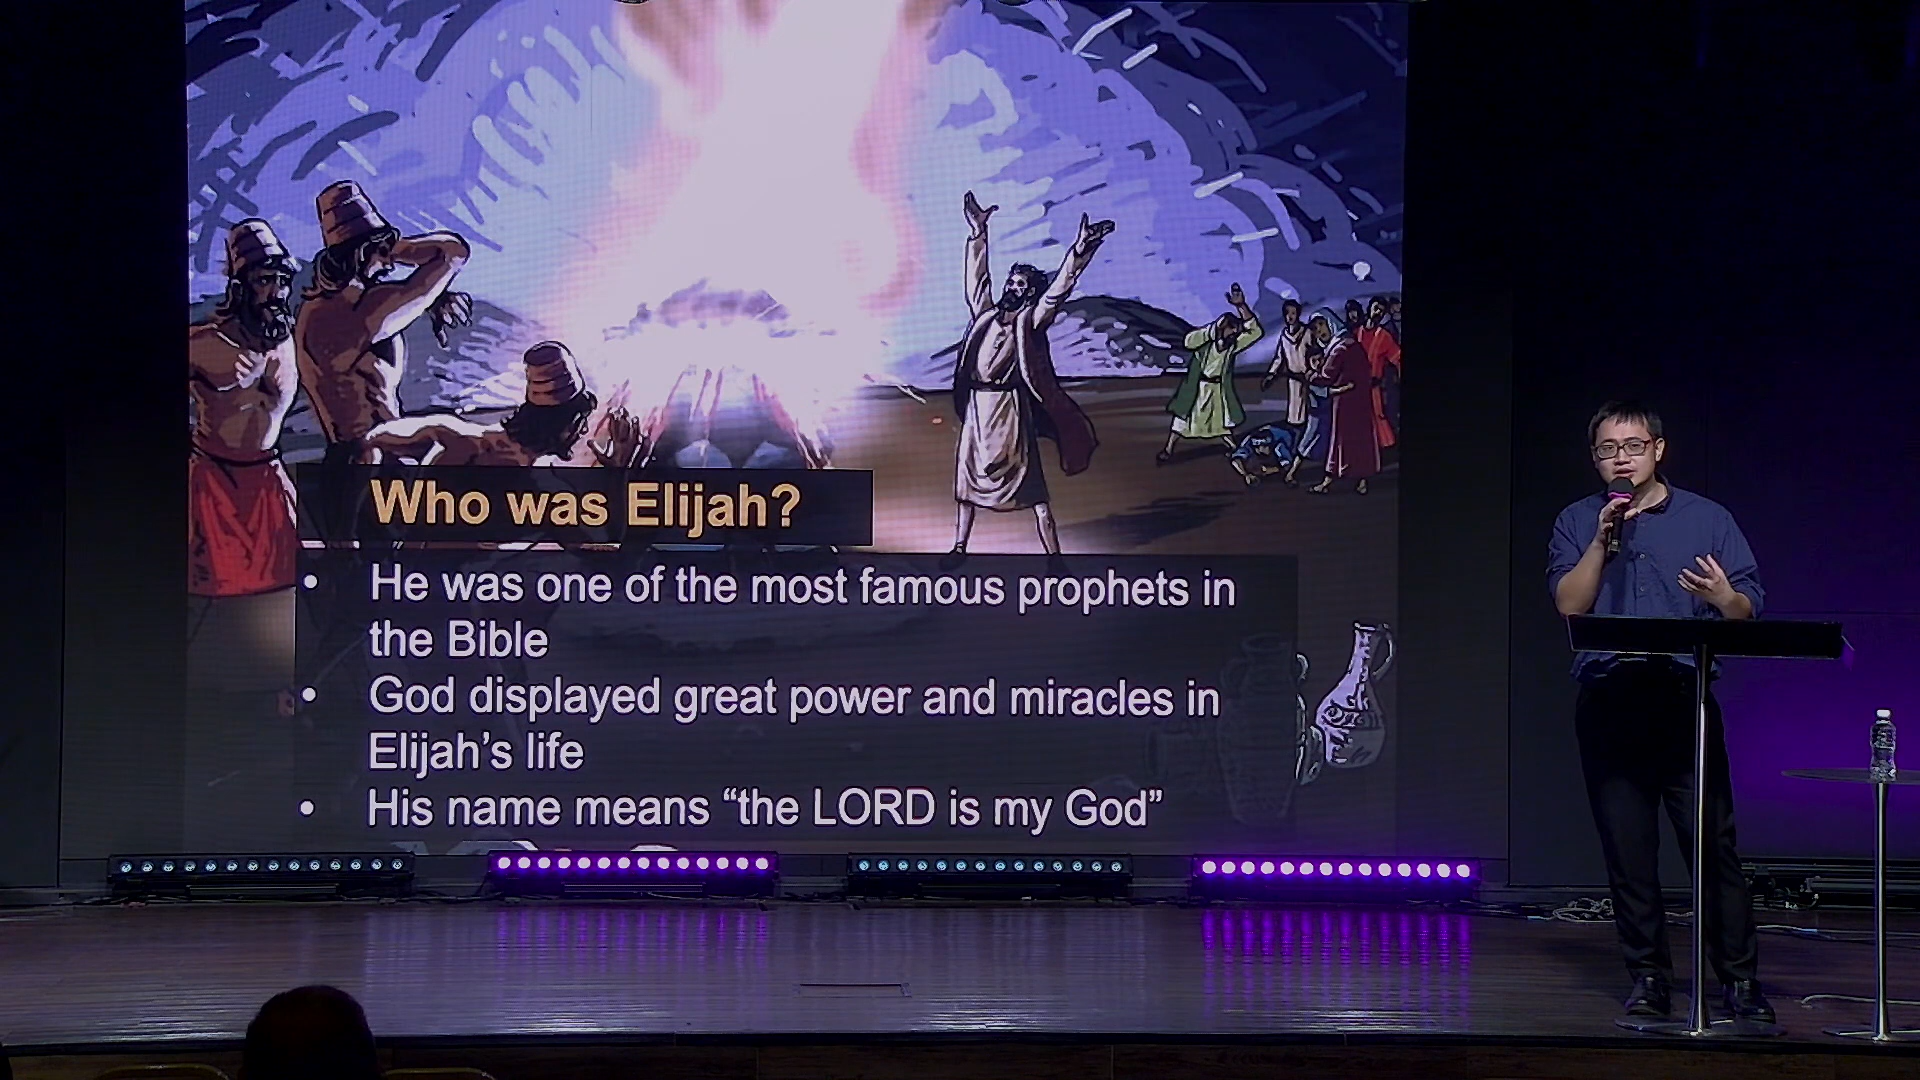 Who was Elijah?
• He was one of the most famous prophets in
the Bible
• God displayed great power and miracles in
Elijah’s life
• His name means “the LORD is my God”